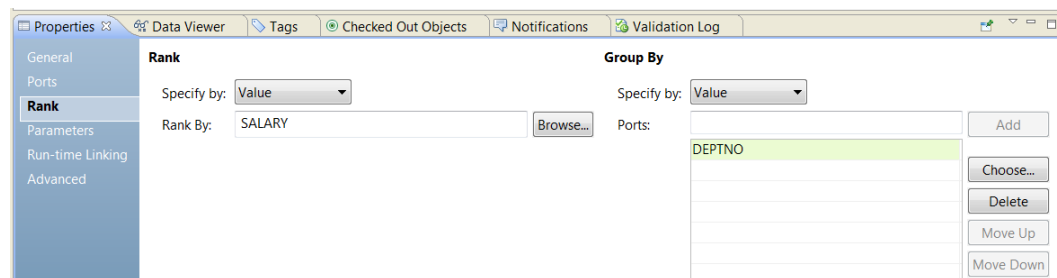 Properties Data Viewer Tags Checked Out Objects Notifications Validation Log
General
Ports
Rank
Parameters
Run-time Linking
Advanced
Rank
Specify by: Value
Rank By: SALARY Browse...
Group By
Specify by: Value
Ports: Add
DEPTNO
Choose...
Delete
Move Up
Move Down